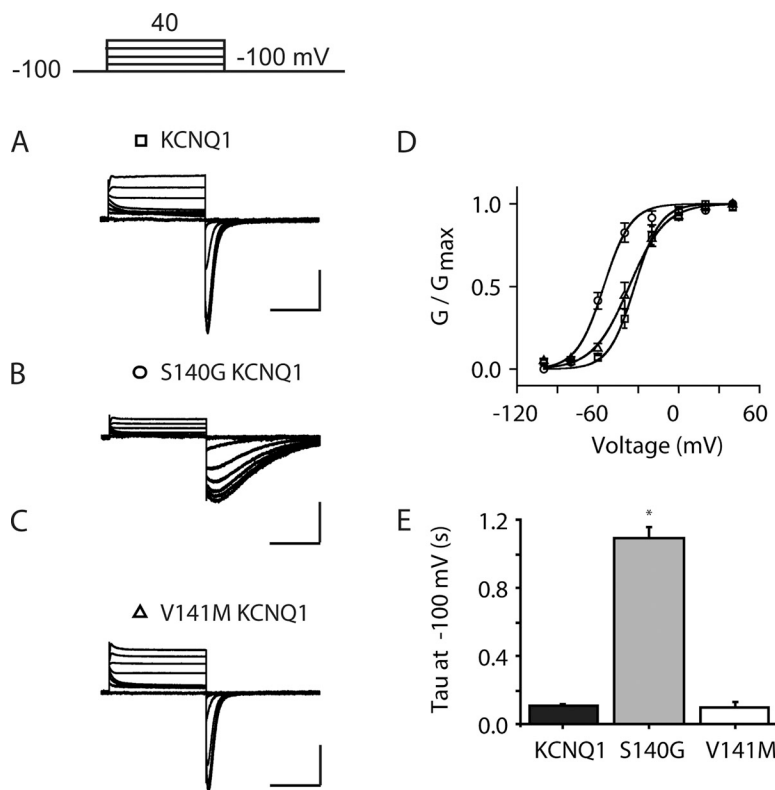 40
-100
-100 mV
A
KCNQ1
B
S140G KCNQ1
C
V141M KCNQ1
D
G / Gmax
1.0
0.5
0.0
-120
-60
0
60
Voltage (mV)
E
Tau at -100 mV (s)
1.2
0.8
0.4
0.0
*
KCNQ1
S140G
V141M